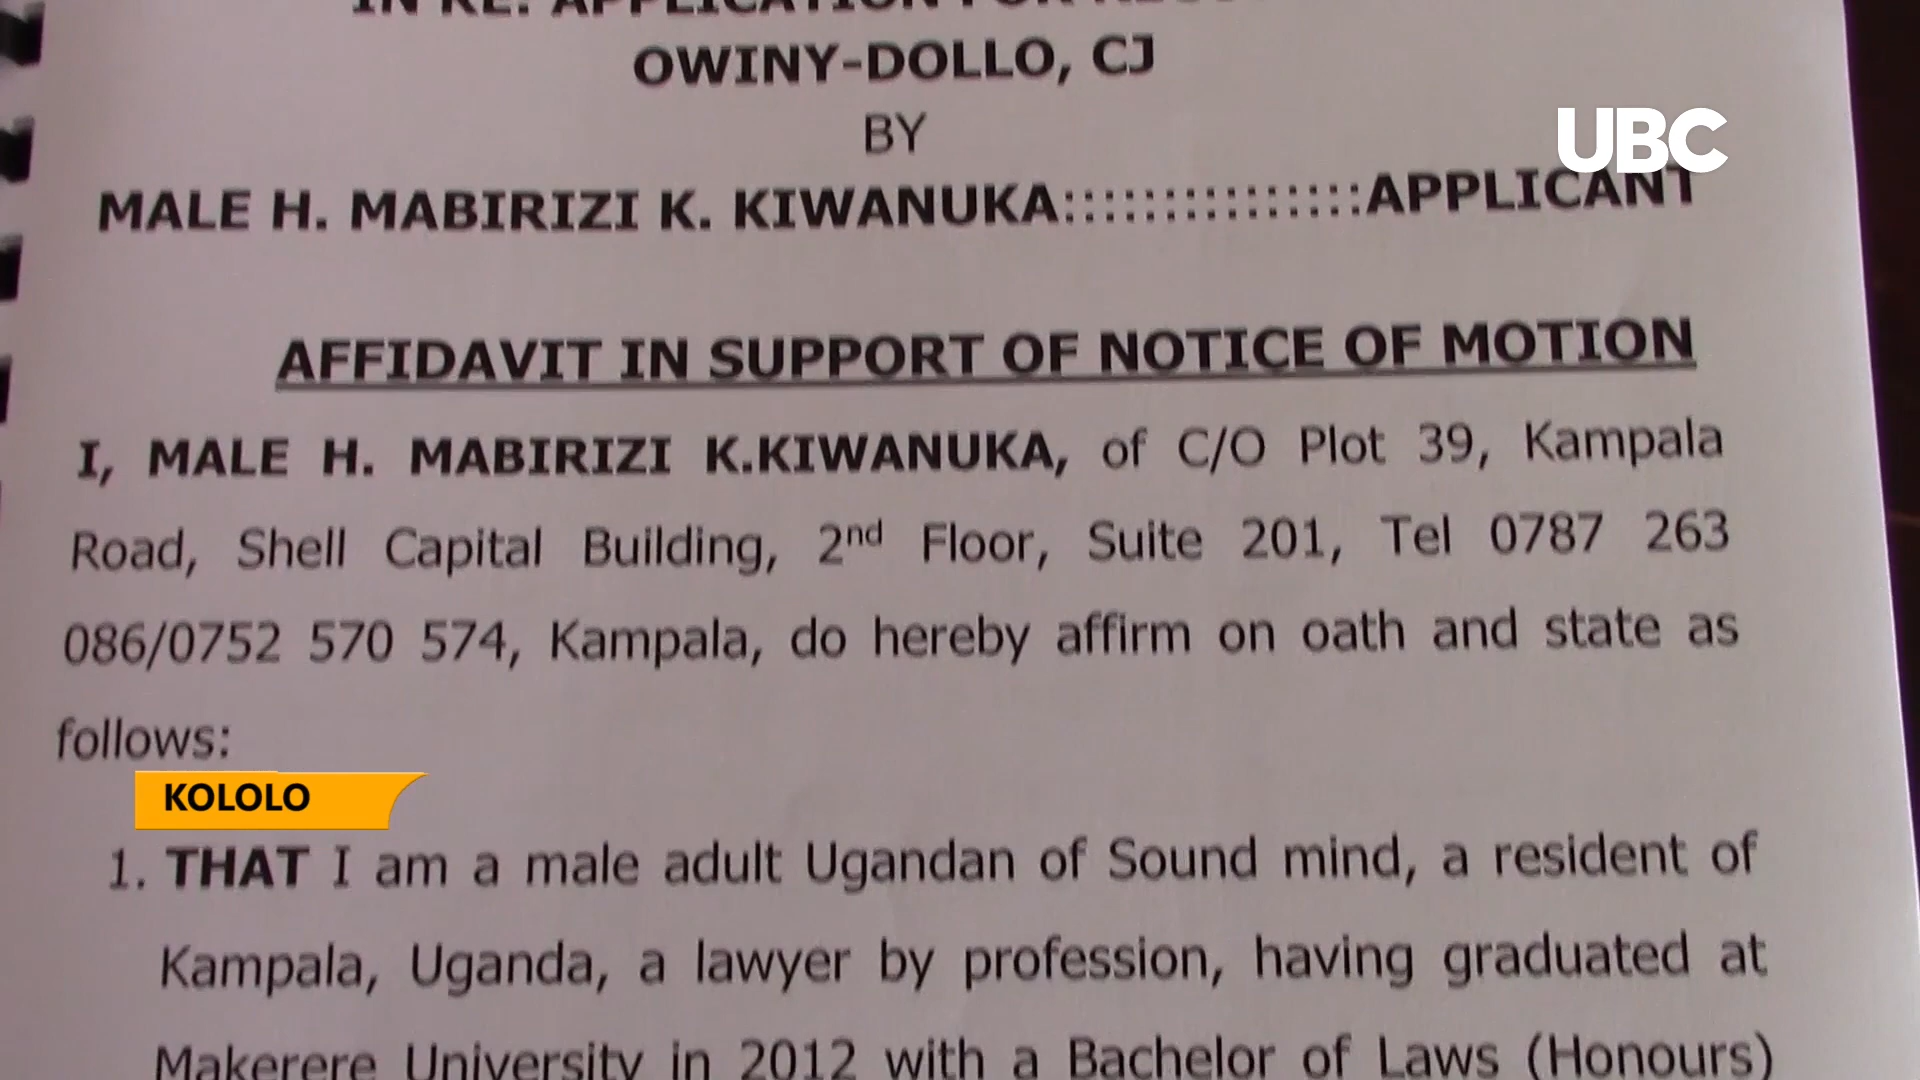 IN RE: APPLICATION FOR
OWINY-DOLLO, CJ
BY
UBC
MALE H. MABIRIZI K. KIWANUKA:::::::::::::::APPLICANT
AFFIDAVIT IN SUPPORT OF NOTICE OF MOTION
I, MALE H. MABIRIZI K.KIWANUKA, of C/O Plot 39, Kampala
Road, Shell Capital Building, 2nd Floor, Suite 201, Tel 0787 263
086/0752 570 574, Kampala, do hereby affirm on oath and state as
follows:
KOLOLO
1. THAT I am a male adult Ugandan of Sound mind, a resident of
Kampala, Uganda, a lawyer by profession, having graduated at
Makerere University in 2012 with a Bachelor of Laws (Honours)